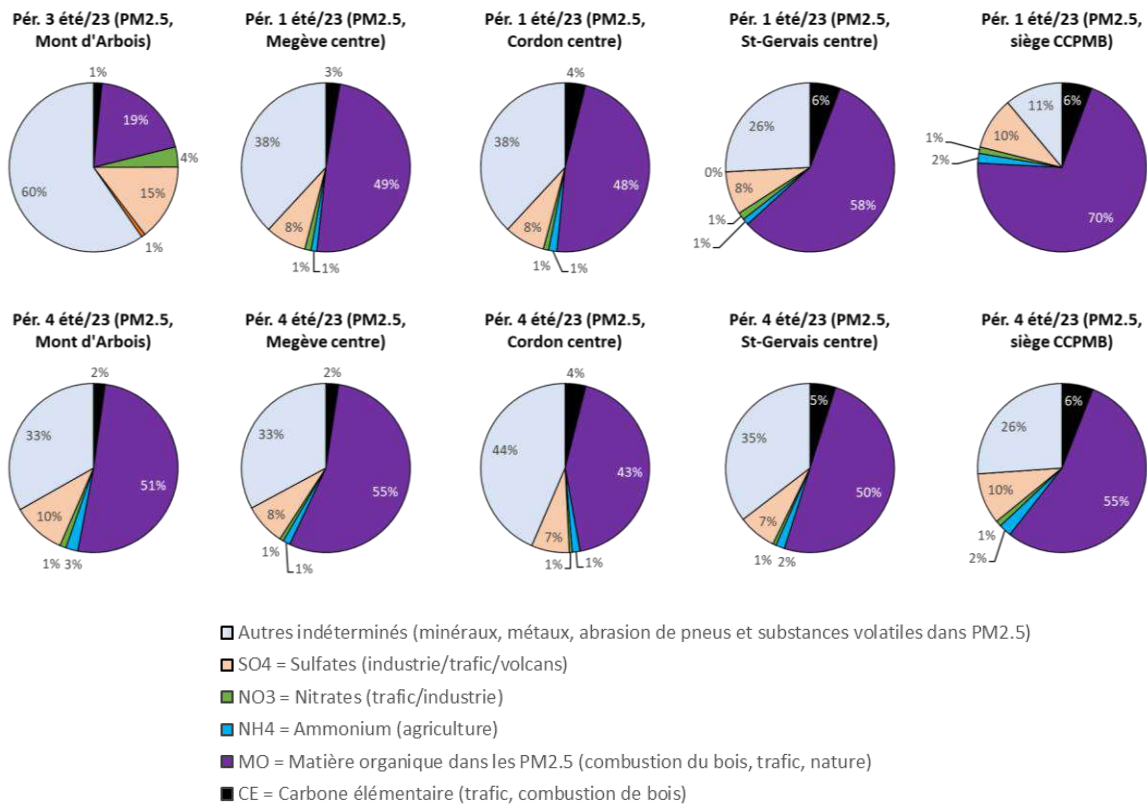 Pér. 3 été/23 (PM2.5,
Mont d'Arbois)
1%
19%
4%
15%
1%
60%
Pér. 1 été/23 (PM2.5,
Megève centre)
3%
49%
1%
1%
8%
38%
Pér. 1 été/23 (PM2.5,
Cordon centre)
4%
48%
1%
1%
8%
38%
Pér. 1 été/23 (PM2.5,
St-Gervais centre)
6%
58%
1%
1%
8%
0%
26%
Pér. 1 été/23 (PM2.5,
siège CCPMB)
6%
70%
2%
1%
10%
11%
Pér. 4 été/23 (PM2.5,
Mont d'Arbois)
2%
51%
3%
1%
10%
33%
Pér. 4 été/23 (PM2.5,
Megève centre)
2%
55%
1%
1%
8%
33%
Pér. 4 été/23 (PM2.5,
Cordon centre)
4%
43%
1%
1%
7%
44%
Pér. 4 été/23 (PM2.5,
St-Gervais centre)
5%
50%
2%
1%
7%
35%
Pér. 4 été/23 (PM2.5,
siège CCPMB)
6%
55%
2%
1%
10%
26%
Autres indéterminés (minéraux, métaux, abrasion de pneus et substances volatiles dans PM2.5)
SO4 = Sulfates (industrie/trafic/volcans)
NO3 = Nitrates (trafic/industrie)
NH4 = Ammonium (agriculture)
MO = Matière organique dans les PM2.5 (combustion du bois, trafic, nature)
CE = Carbone élémentaire (trafic, combustion de bois)